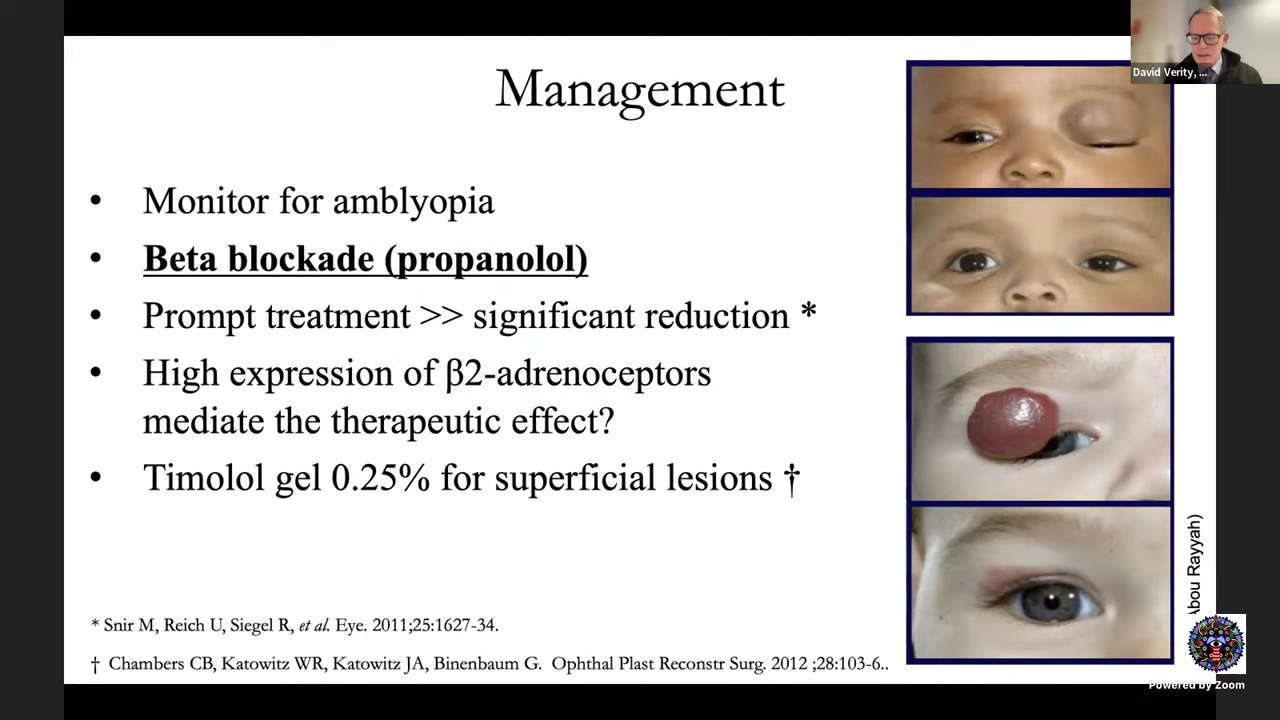 David Verity, ...
Management
• Monitor for amblyopia
• Beta blockade (propanolol)
• Prompt treatment >> significant reduction *
• High expression of β2-adrenoceptors
mediate the therapeutic effect?
• Timolol gel 0.25% for superficial lesions †
* Snir M, Reich U, Siegel R, et al. Eye. 2011;25:1627-34.
† Chambers CB, Katowitz WR, Katowitz JA, Binenbaum G. Ophthal Plast Reconstr Surg. 2012 ;28:103-6..
Abou Rayyah)
Powered by Zoom